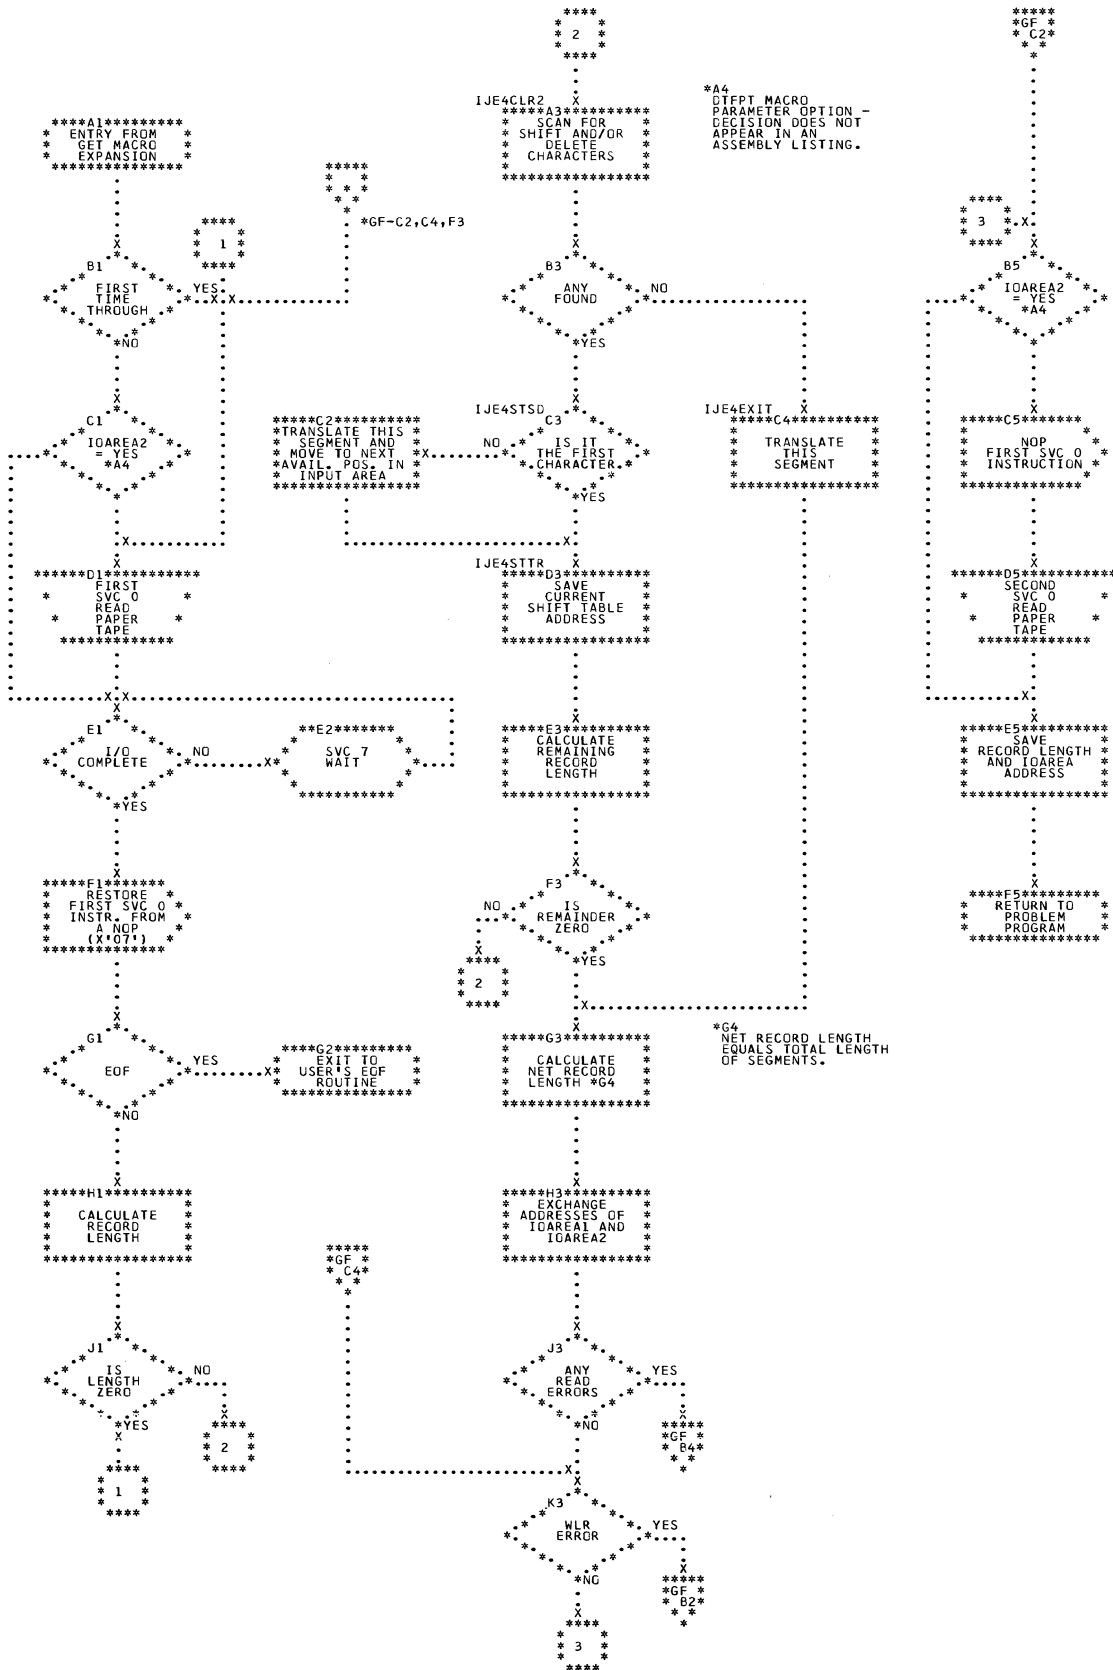 2
GF
C2
IJE4CLR2
*A4
DTFPT MACRO
PARAMETER OPTION -
DECISION DOES NOT
APPEAR IN AN
ASSEMBLY LISTING.
A1
ENTRY FROM
GET MACRO
EXPANSION
A3
SCAN FOR
SHIFT AND/OR
DELETE
CHARACTERS
*GF-C2,C4,F3
1
3
B1
FIRST
TIME
THROUGH
YES
NO
B3
ANY
FOUND
NO
YES
B5
IOAREA2
= YES
*A4
C1
IOAREA2
= YES
*A4
C2
TRANSLATE THIS
SEGMENT AND
MOVE TO NEXT
AVAIL. POS. IN
INPUT AREA
IJE4STSD
C3
IS IT
THE FIRST
CHARACTER
NO
YES
IJE4EXIT
C4
TRANSLATE
THIS
SEGMENT
C5
NOP
FIRST SVC 0
INSTRUCTION
D1
FIRST
SVC 0
READ
PAPER
TAPE
IJE4STTR
D3
SAVE
CURRENT
SHIFT TABLE
ADDRESS
D5
SECOND
SVC 0
READ
PAPER
TAPE
E1
I/O
COMPLETE
NO
YES
E2
SVC 7
WAIT
E3
CALCULATE
REMAINING
RECORD
LENGTH
E5
SAVE
RECORD LENGTH
AND IOAREA
ADDRESS
F1
RESTORE
FIRST SVC 0
INSTR. FROM
A NOP
(X'07')
F3
IS
REMAINDER
ZERO
NO
YES
2
F5
RETURN TO
PROBLEM
PROGRAM
G1
EOF
YES
NO
G2
EXIT TO
USER'S EOF
ROUTINE
G3
CALCULATE
NET RECORD
LENGTH *G4
*G4
NET RECORD LENGTH
EQUALS TOTAL LENGTH
OF SEGMENTS.
H1
CALCULATE
RECORD
LENGTH
H3
EXCHANGE
ADDRESSES OF
IOAREA1 AND
IOAREA2
GF
C4
J1
IS
LENGTH
ZERO
NO
YES
2
1
J3
ANY
READ
ERRORS
YES
NO
GF
B4
K3
WLR
ERROR
YES
NO
GF
B2
3